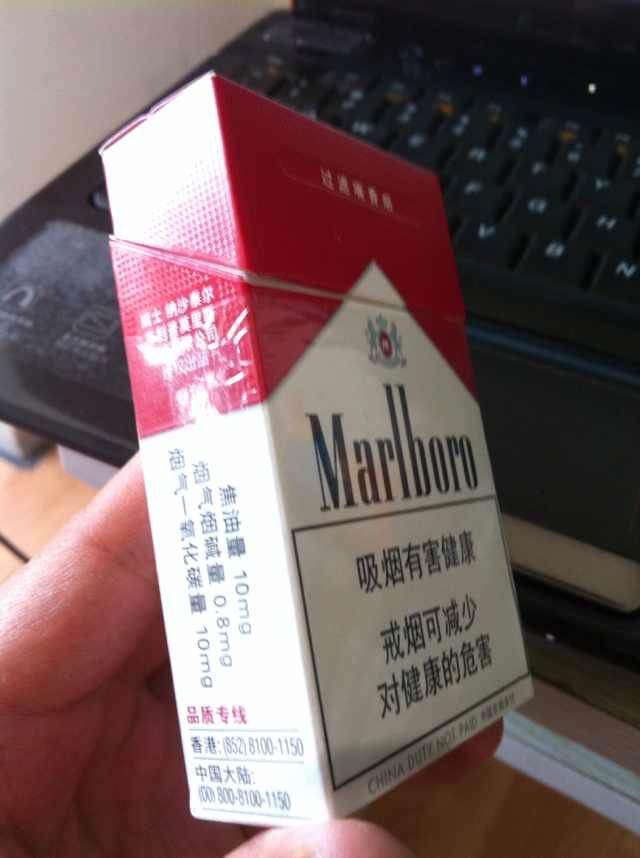 过滤嘴香烟
Marlboro
吸烟有害健康
戒烟可减少
对健康的危害
CHINA DUTY NOT PAID
焦油量 10mg
烟气烟碱量 0.8mg
烟气一氧化碳量 10mg
品质专线
香港: (852) 8100-1150
中国大陆:
(00) 800-8100-1150
E
R
T
Y
F
G
H
V
B
N